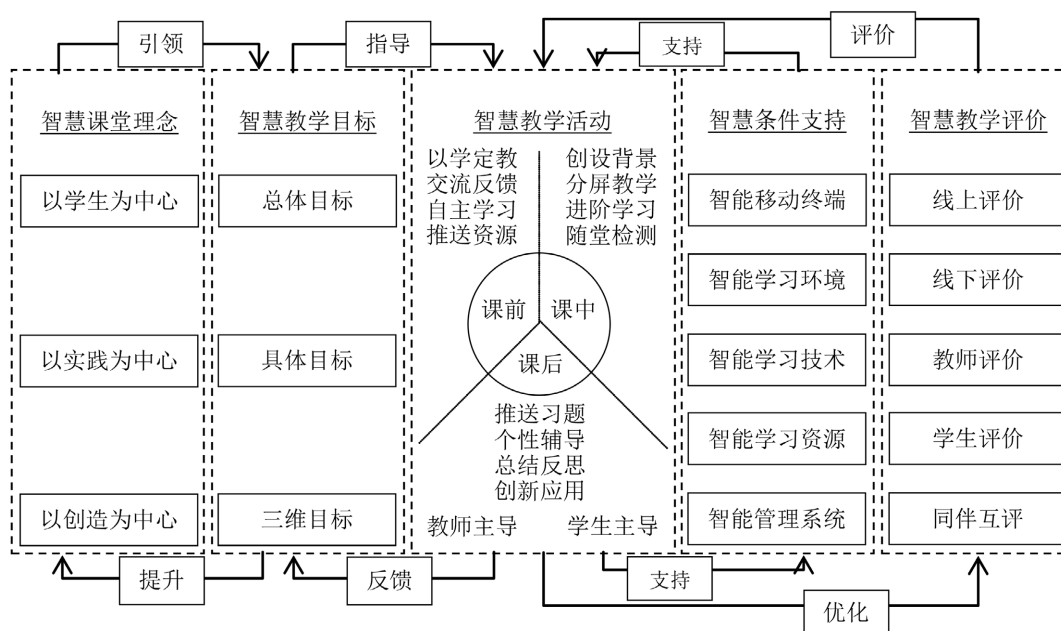 引领
指导
支持
评价
智慧课堂理念
以学生为中心
以实践为中心
以创造为中心
智慧教学目标
总体目标
具体目标
三维目标
智慧教学活动
以学定教
交流反馈
自主学习
推送资源
创设背景
分屏教学
进阶学习
随堂检测
课前
课中
课后
推送习题
个性辅导
总结反思
创新应用
教师主导
学生主导
智慧条件支持
智能移动终端
智能学习环境
智能学习技术
智能学习资源
智能管理系统
智慧教学评价
线上评价
线下评价
教师评价
学生评价
同伴互评
提升
反馈
支持
优化